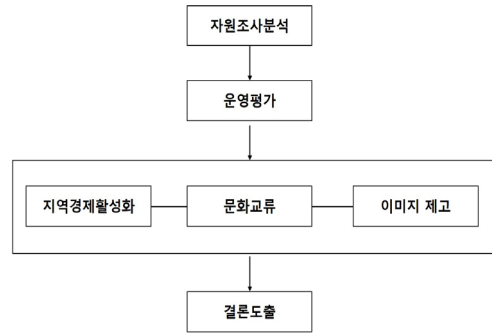 자원조사분석
운영평가
지역경제활성화
문화교류
이미지 제고
결론도출